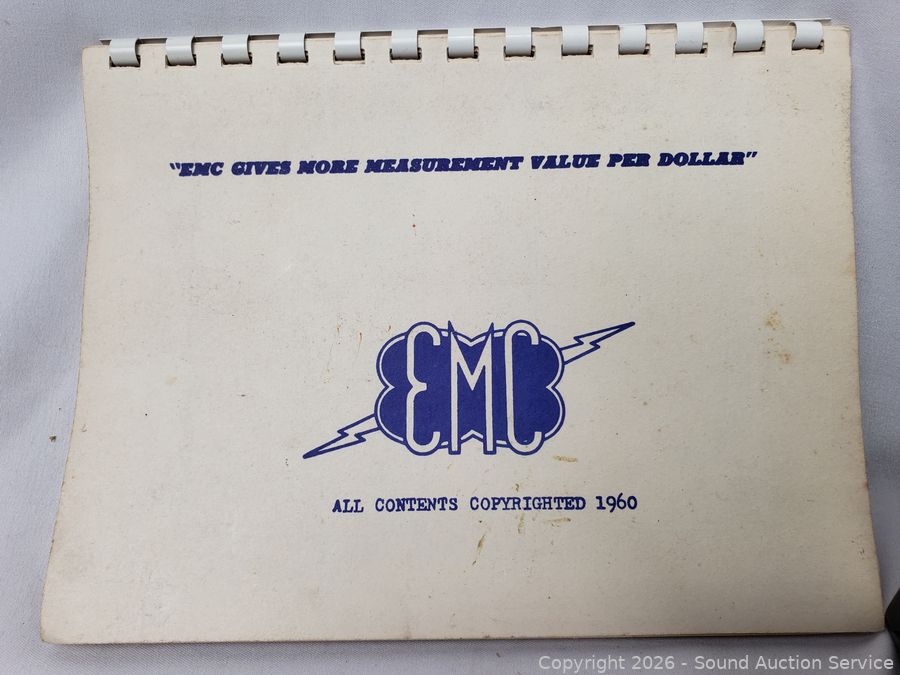 "EMC GIVES MORE MEASUREMENT VALUE PER DOLLAR"
EMC
ALL CONTENTS COPYRIGHTED 1960
Copyright 2026 - Sound Auction Service